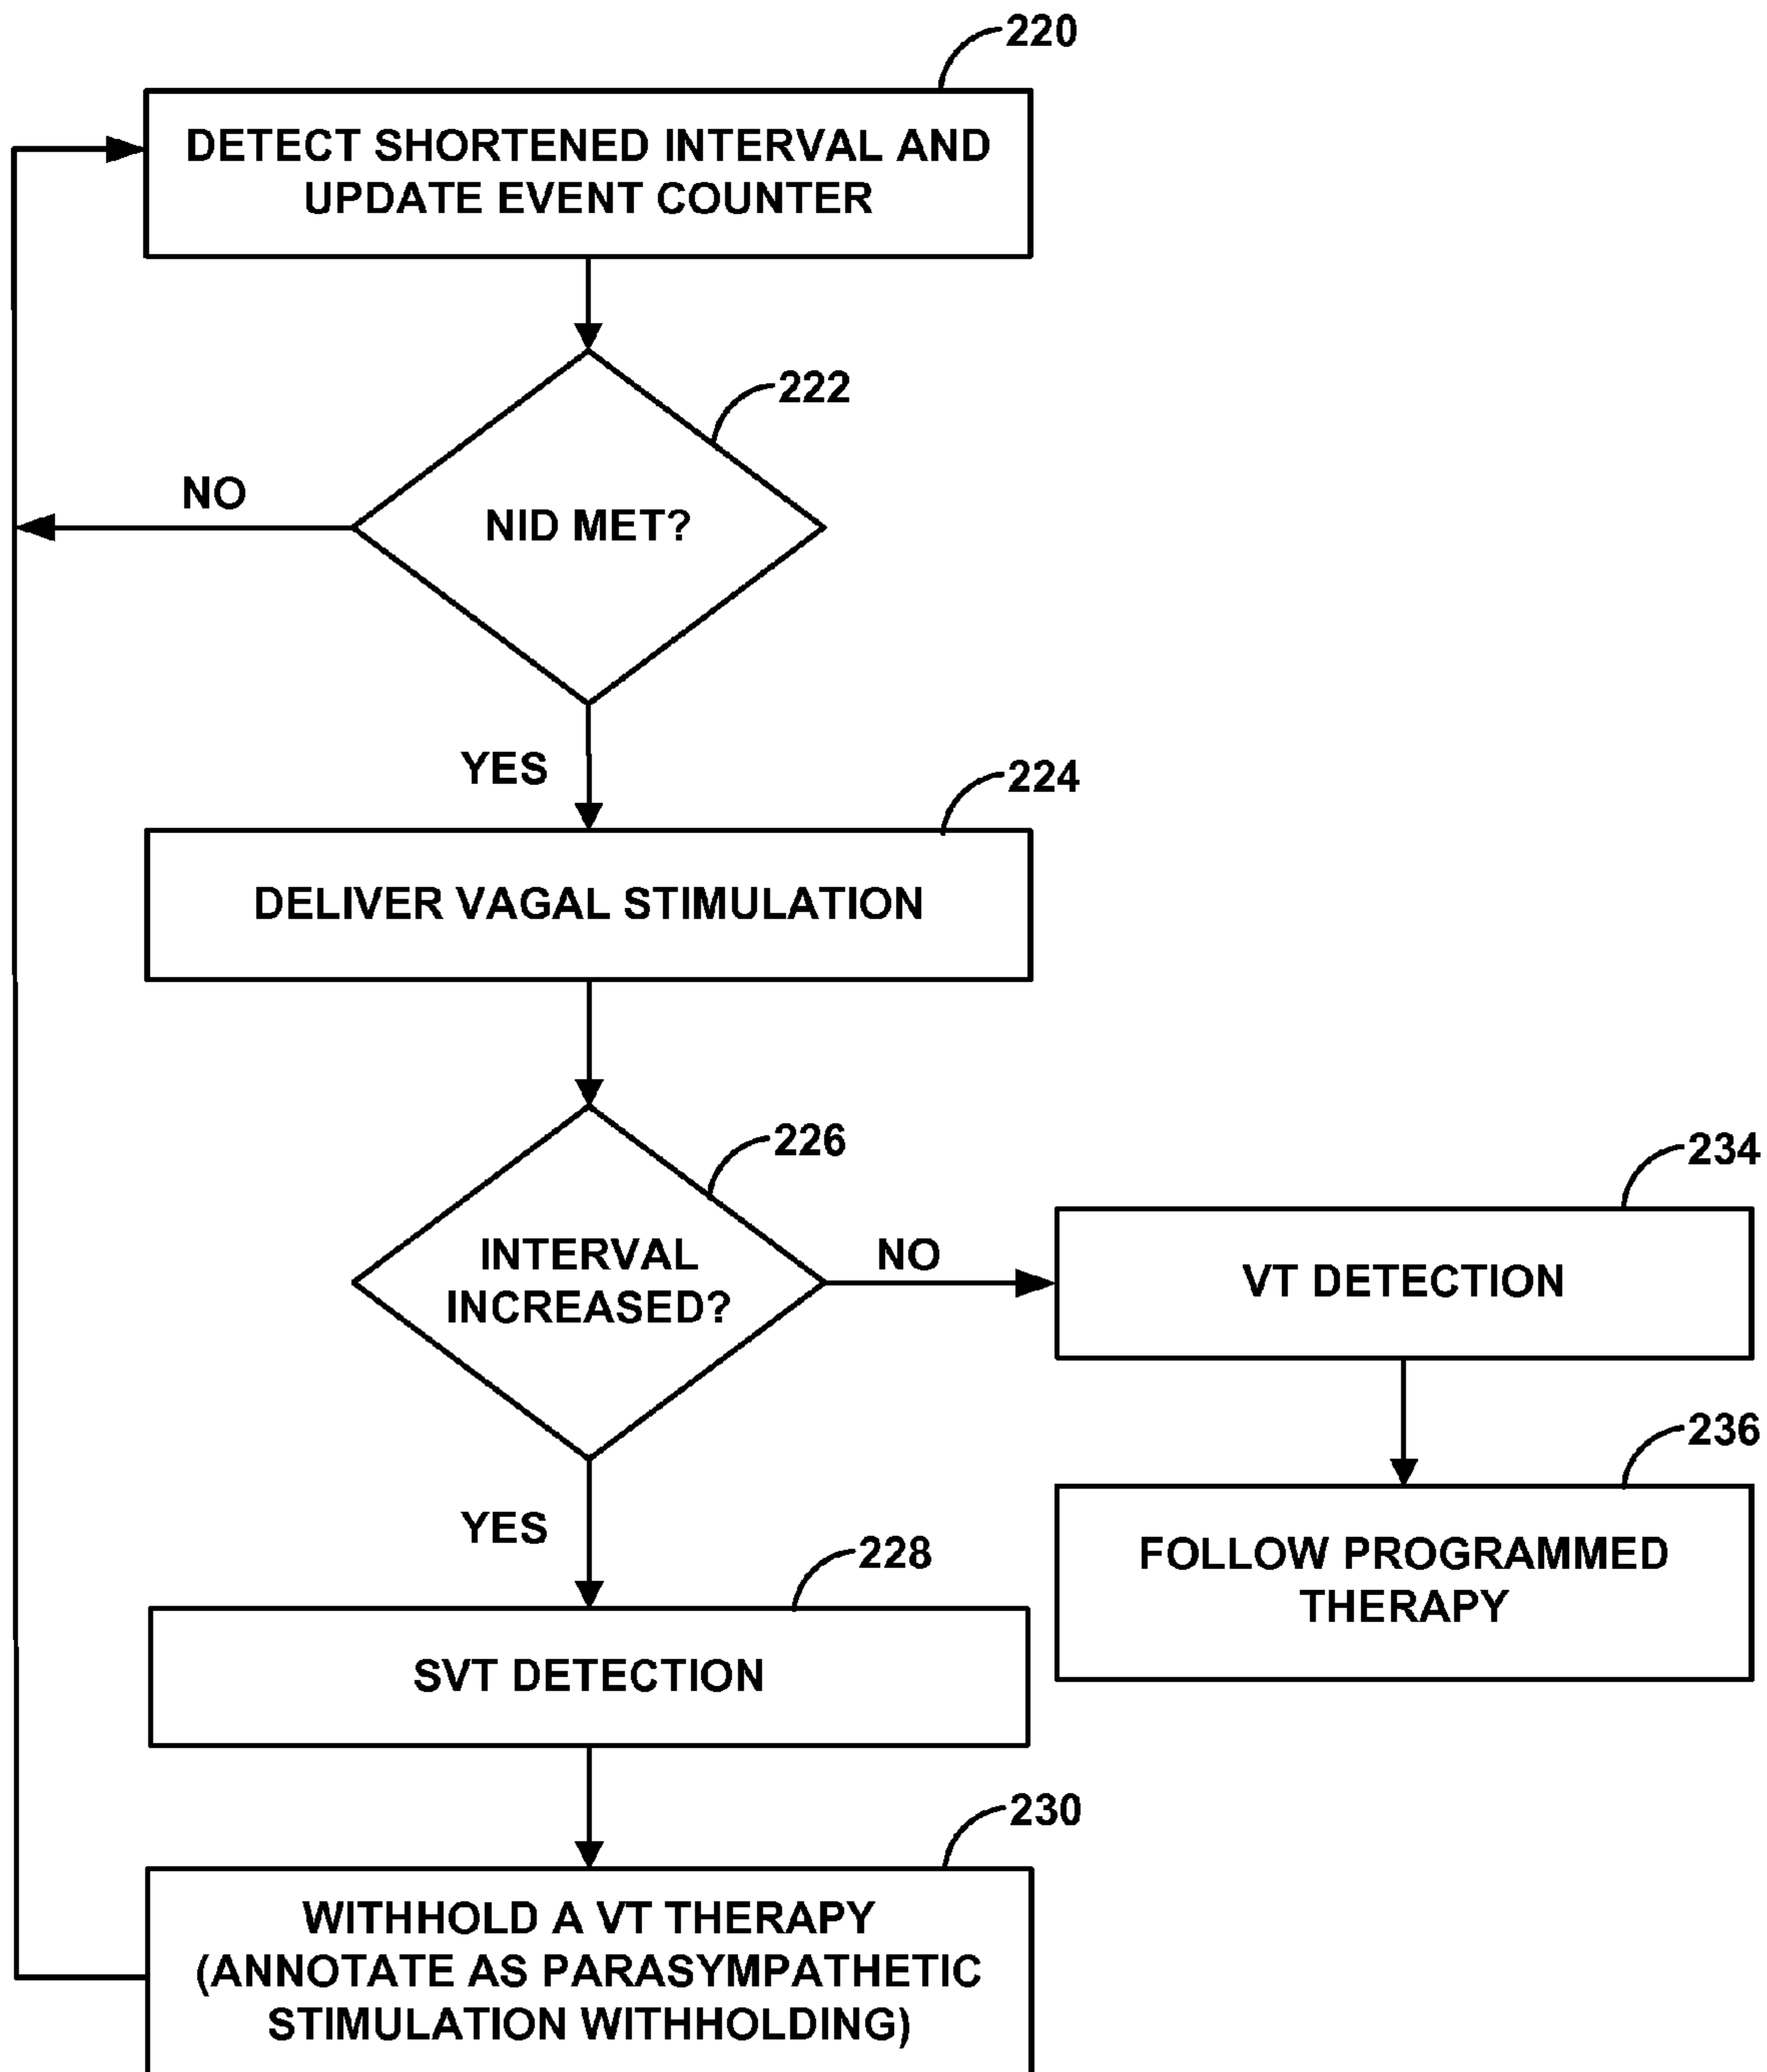 220
DETECT SHORTENED INTERVAL AND
UPDATE EVENT COUNTER
222
NO
NID MET?
YES
224
DELIVER VAGAL STIMULATION
226
INTERVAL
INCREASED?
NO
234
VT DETECTION
236
FOLLOW PROGRAMMED
THERAPY
YES
228
SVT DETECTION
230
WITHHOLD A VT THERAPY
(ANNOTATE AS PARASYMPATHETIC
STIMULATION WITHHOLDING)